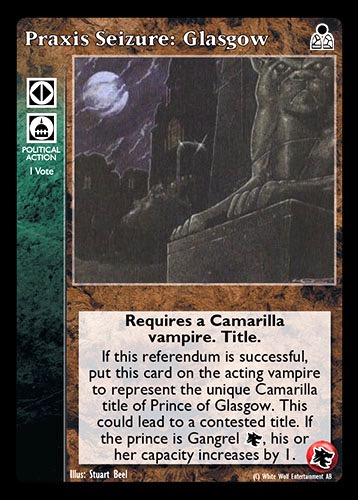 Praxis Seizure: Glasgow
POLITICAL
ACTION
1 Vote
Requires a Camarilla
vampire. Title.
If this referendum is successful,
put this card on the acting vampire
to represent the unique Camarilla
title of Prince of Glasgow. This
could lead to a contested title. If
the prince is Gangrel , his or
her capacity increases by 1.
Illus: Stuart Beel
(C) White Wolf Entertainment AB